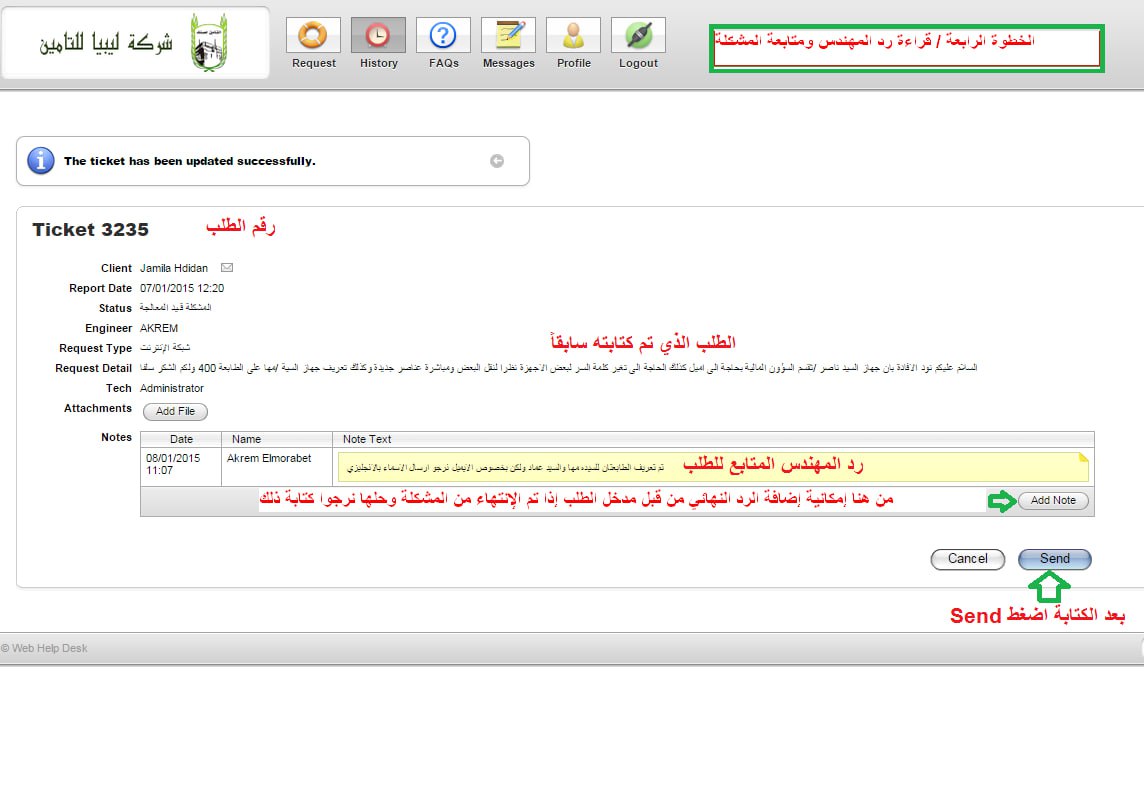 شركة ليبيا للتامين
Request
History
FAQs
Messages
Profile
Logout
الخطوة الرابعة / قراءة رد المهندس ومتابعة المشكلة
The ticket has been updated successfully.
Ticket 3235
رقم الطلب
Client Jamila Hdidan
Report Date 07/01/2015 12:20
Status المشكلة قيد المعالجة
Engineer AKREM
الطلب الذي تم كتابته سابقاً
Request Type شبكة الإنترنت
Request Detail السلام عليكم نود الافادة بان جهاز السيد ناصر /تقسم السؤون المالية بحاجة الى اميل كذلك الحاجة الى تغير كلمة السر لبعض الاجهزة نظرا لنقل البعض ومباشرة عناصر جديدة وكذلك تعريف جهاز السبة /مها على الطابعة 400 ولكم الشكر سلفا
Tech Administrator
Attachments Add File
Notes
Date Name Note Text
08/01/2015 11:07
Akrem Elmorabet
تم تعريف الطابعتان للسيده مها والسيد عماد ولكن بخصوص الايميل نرجو ارسال الاسماء بالانجليزي
رد المهندس المتابع للطلب
من هنا إمكانية إضافة الرد النهائي من قبل مدخل الطلب إذا تم الإنتهاء من المشكلة وحلها نرجوا كتابة ذلك
Add Note
Cancel Send
بعد الكتابة اضغط Send
© Web Help Desk